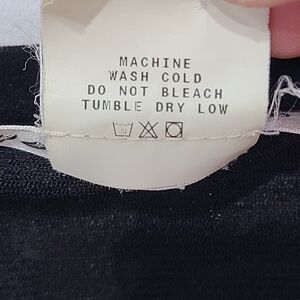 MACHINE
WASH COLD
DO NOT BLEACH
TUMBLE DRY LOW